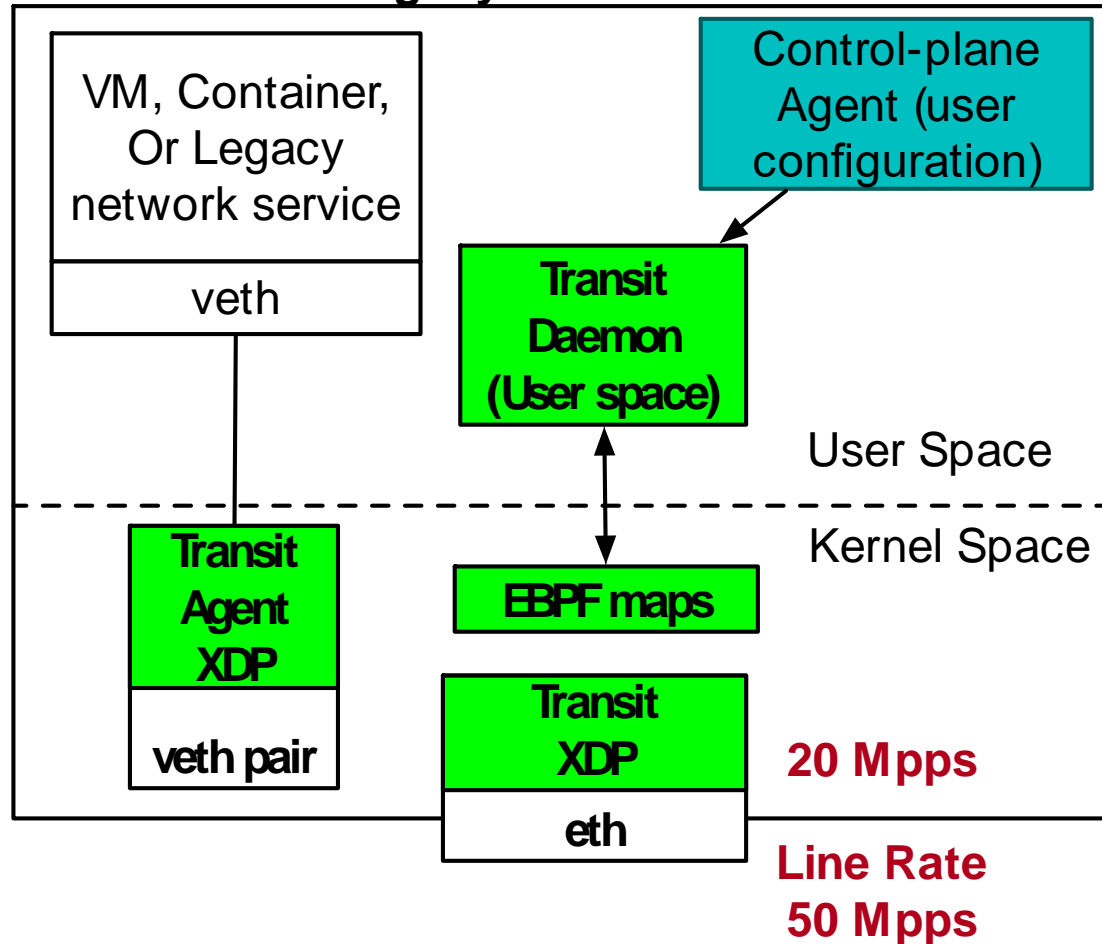 VM, Container,
Or Legacy
network service
veth
Control-plane
Agent (user
configuration)
Transit
Daemon
(User space)
User Space
Kernel Space
Transit
Agent
XDP
veth pair
EBPF maps
Transit
XDP
eth
20 Mpps
Line Rate
50 Mpps